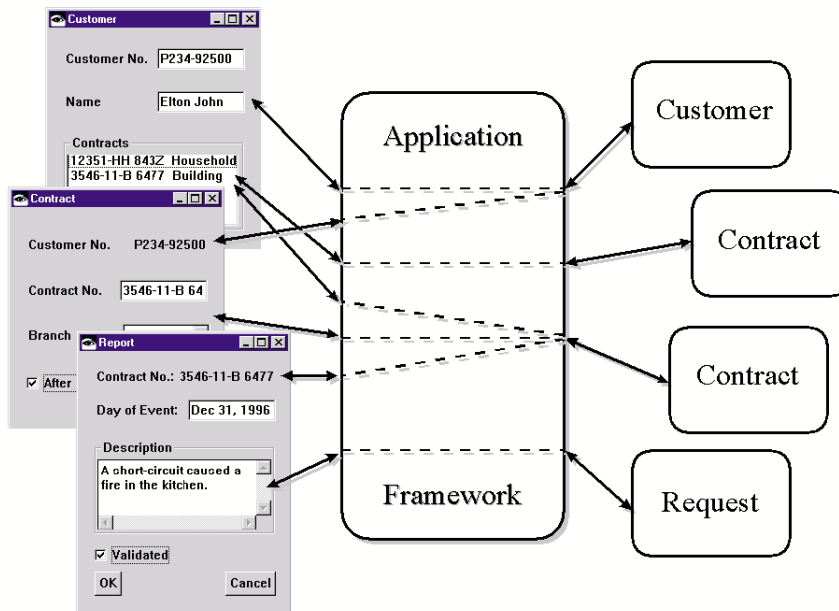 Customer
Customer No. P234-92500
Name Elton John
Contracts
12351-HH 843Z Household
3546-11-B 6477 Building
Contract
Customer No. P234-92500
Contract No. 3546-11-B 64
Branch
After
Report
Contract No.: 3546-11-B 6477
Day of Event: Dec 31, 1996
Description
A short-circuit caused a
fire in the kitchen.
Validated
OK Cancel
Application
Framework
Customer
Contract
Contract
Request